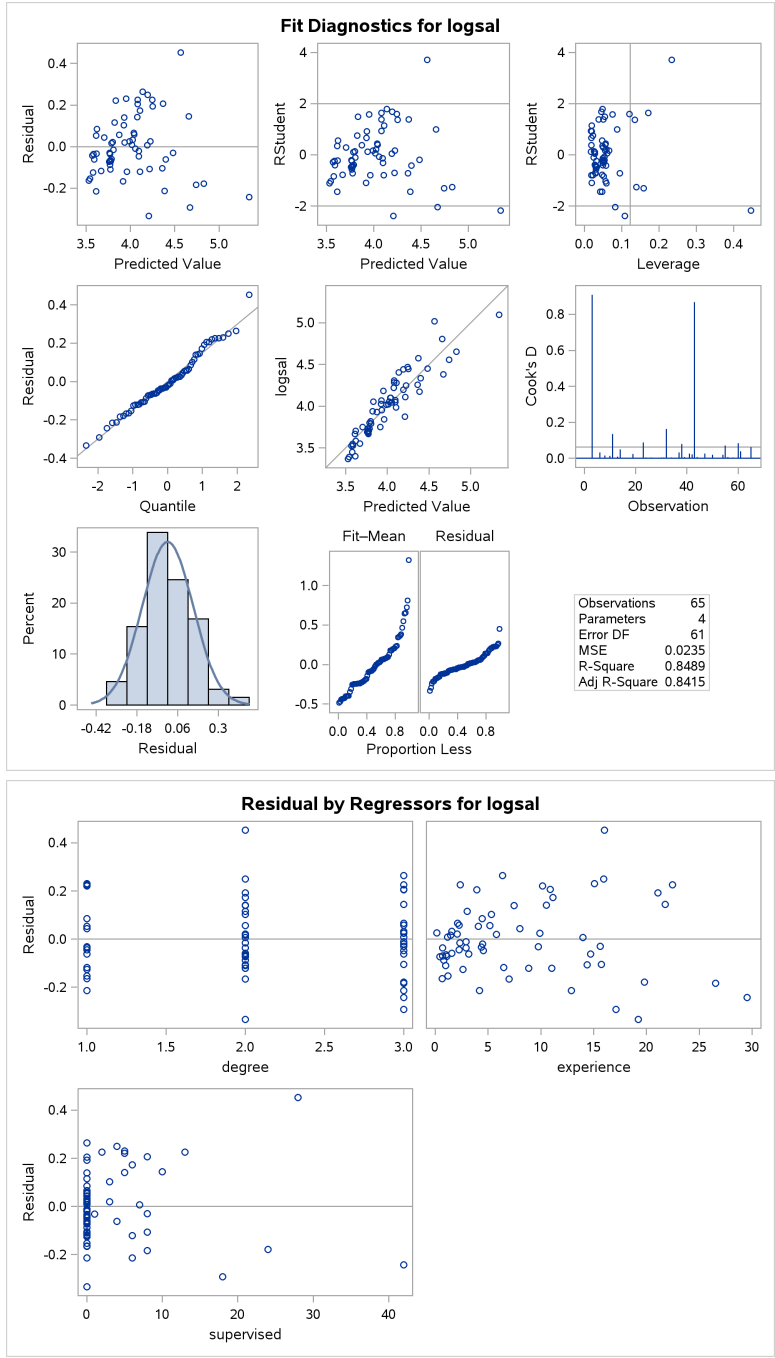 Fit Diagnostics for logsal
0.4
0.2
0.0
-0.2
Residual
3.5 4.0 4.5 5.0
Predicted Value
4
2
0
-2
RStudent
3.5 4.0 4.5 5.0
Predicted Value
4
2
0
-2
RStudent
0.0 0.1 0.2 0.3 0.4
Leverage
0.4
0.2
0.0
-0.2
-0.4
Residual
-2 -1 0 1 2
Quantile
5.0
4.5
4.0
3.5
logsal
3.5 4.0 4.5 5.0
Predicted Value
0.8
0.6
0.4
0.2
0.0
Cook's D
0 20 40 60
Observation
30
20
10
0
Percent
-0.42 -0.18 0.06 0.3
Residual
Fit–Mean Residual
1.0
0.5
0.0
-0.5
0.0 0.4 0.8 0.0 0.4 0.8
Proportion Less
Observations 65
Parameters 4
Error DF 61
MSE 0.0235
R-Square 0.8489
Adj R-Square 0.8415
Residual by Regressors for logsal
0.4
0.2
0.0
-0.2
Residual
1.0 1.5 2.0 2.5 3.0
degree
0 5 10 15 20 25 30
experience
0.4
0.2
0.0
-0.2
Residual
0 10 20 30 40
supervised